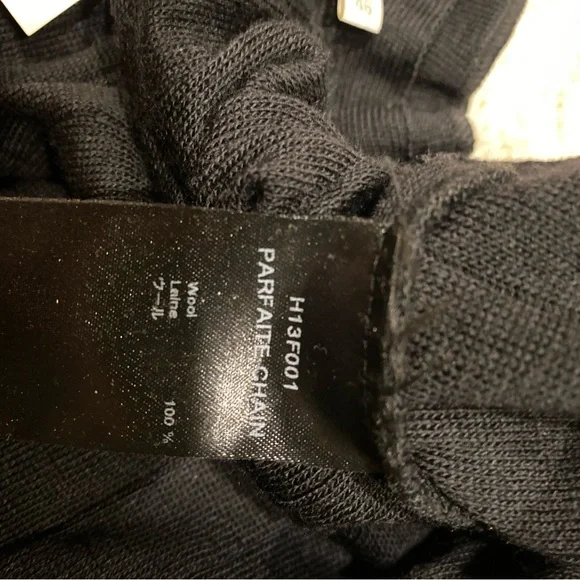 H13F001
PARFAITE CHAIN
Wool
Laine
ウール
100 %